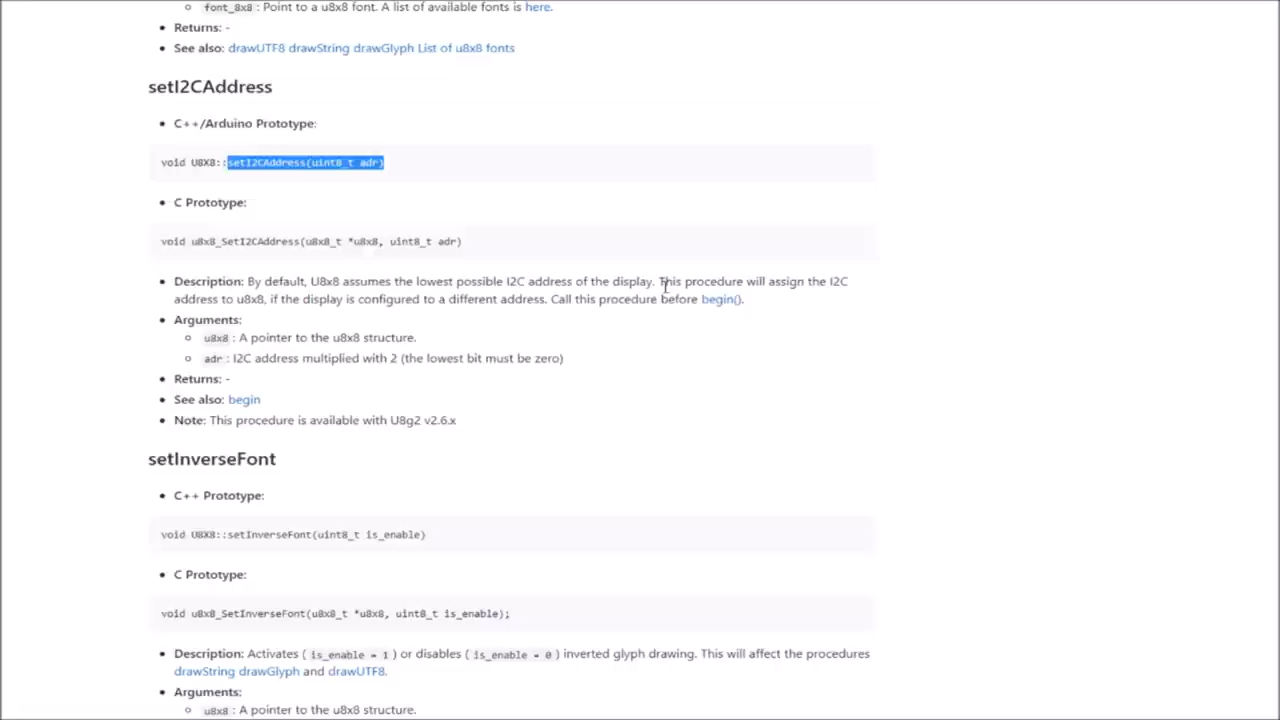 font_8x8 : Point to a u8x8 font. A list of available fonts is here.
Returns: -
See also: drawUTF8 drawString drawGlyph List of u8x8 fonts
setI2CAddress
C++/Arduino Prototype:
void U8X8::setI2CAddress(uint8_t adr)
C Prototype:
void u8x8_SetI2CAddress(u8x8_t *u8x8, uint8_t adr)
Description: By default, U8x8 assumes the lowest possible I2C address of the display. This procedure will assign the I2C
address to u8x8, if the display is configured to a different address. Call this procedure before begin().
Arguments:
u8x8 : A pointer to the u8x8 structure.
adr : I2C address multiplied with 2 (the lowest bit must be zero)
Returns: -
See also: begin
Note: This procedure is available with U8g2 v2.6.x
setInverseFont
C++ Prototype:
void U8X8::setInverseFont(uint8_t is_enable)
C Prototype:
void u8x8_SetInverseFont(u8x8_t *u8x8, uint8_t is_enable);
Description: Activates ( is_enable = 1 ) or disables ( is_enable = 0 ) inverted glyph drawing. This will affect the procedures
drawString drawGlyph and drawUTF8.
Arguments:
u8x8 : A pointer to the u8x8 structure.